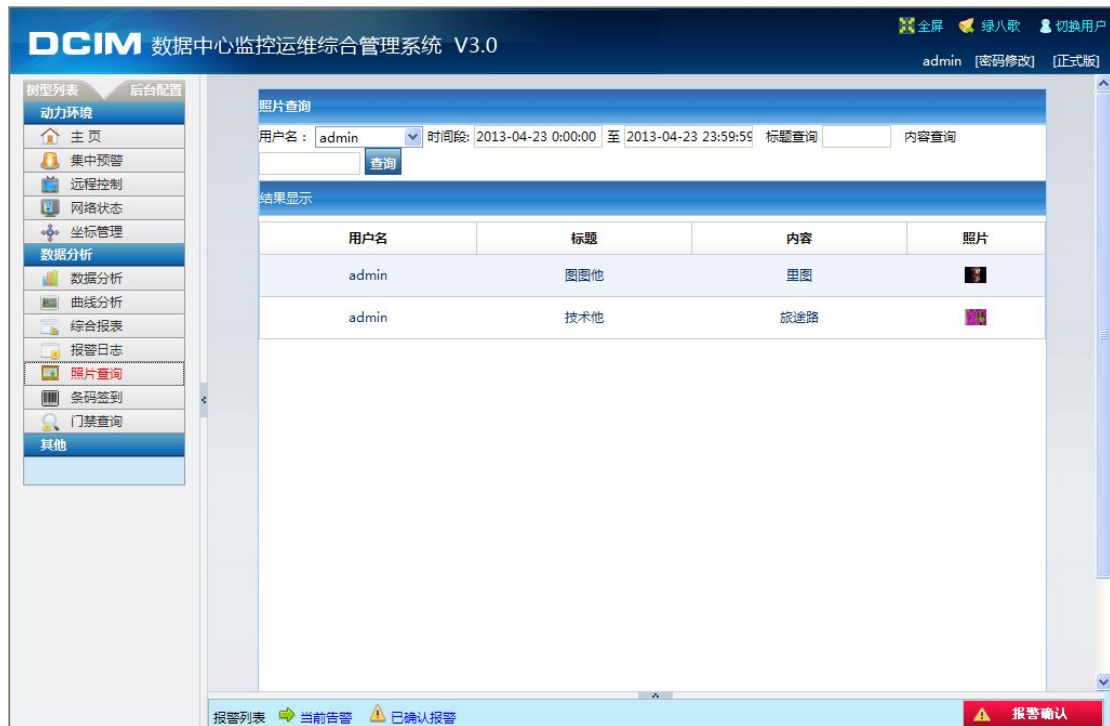 DCIM 数据中心监控运维综合管理系统 V3.0
全屏 绿八歌 切换用户
admin [密码修改] [正式版]
树型列表 后台配置
动力环境
主页
集中预警
远程控制
网络状态
坐标管理
数据分析
数据分析
曲线分析
综合报表
报警日志
照片查询
条码签到
门禁查询
其他
照片查询
用户名： admin 时间段: 2013-04-23 0:00:00 至 2013-04-23 23:59:59 标题查询 内容查询
查询
结果显示
用户名 标题 内容 照片
admin 图图他 里图
admin 技术他 旅途路
报警列表 当前告警 已确认报警 报警确认